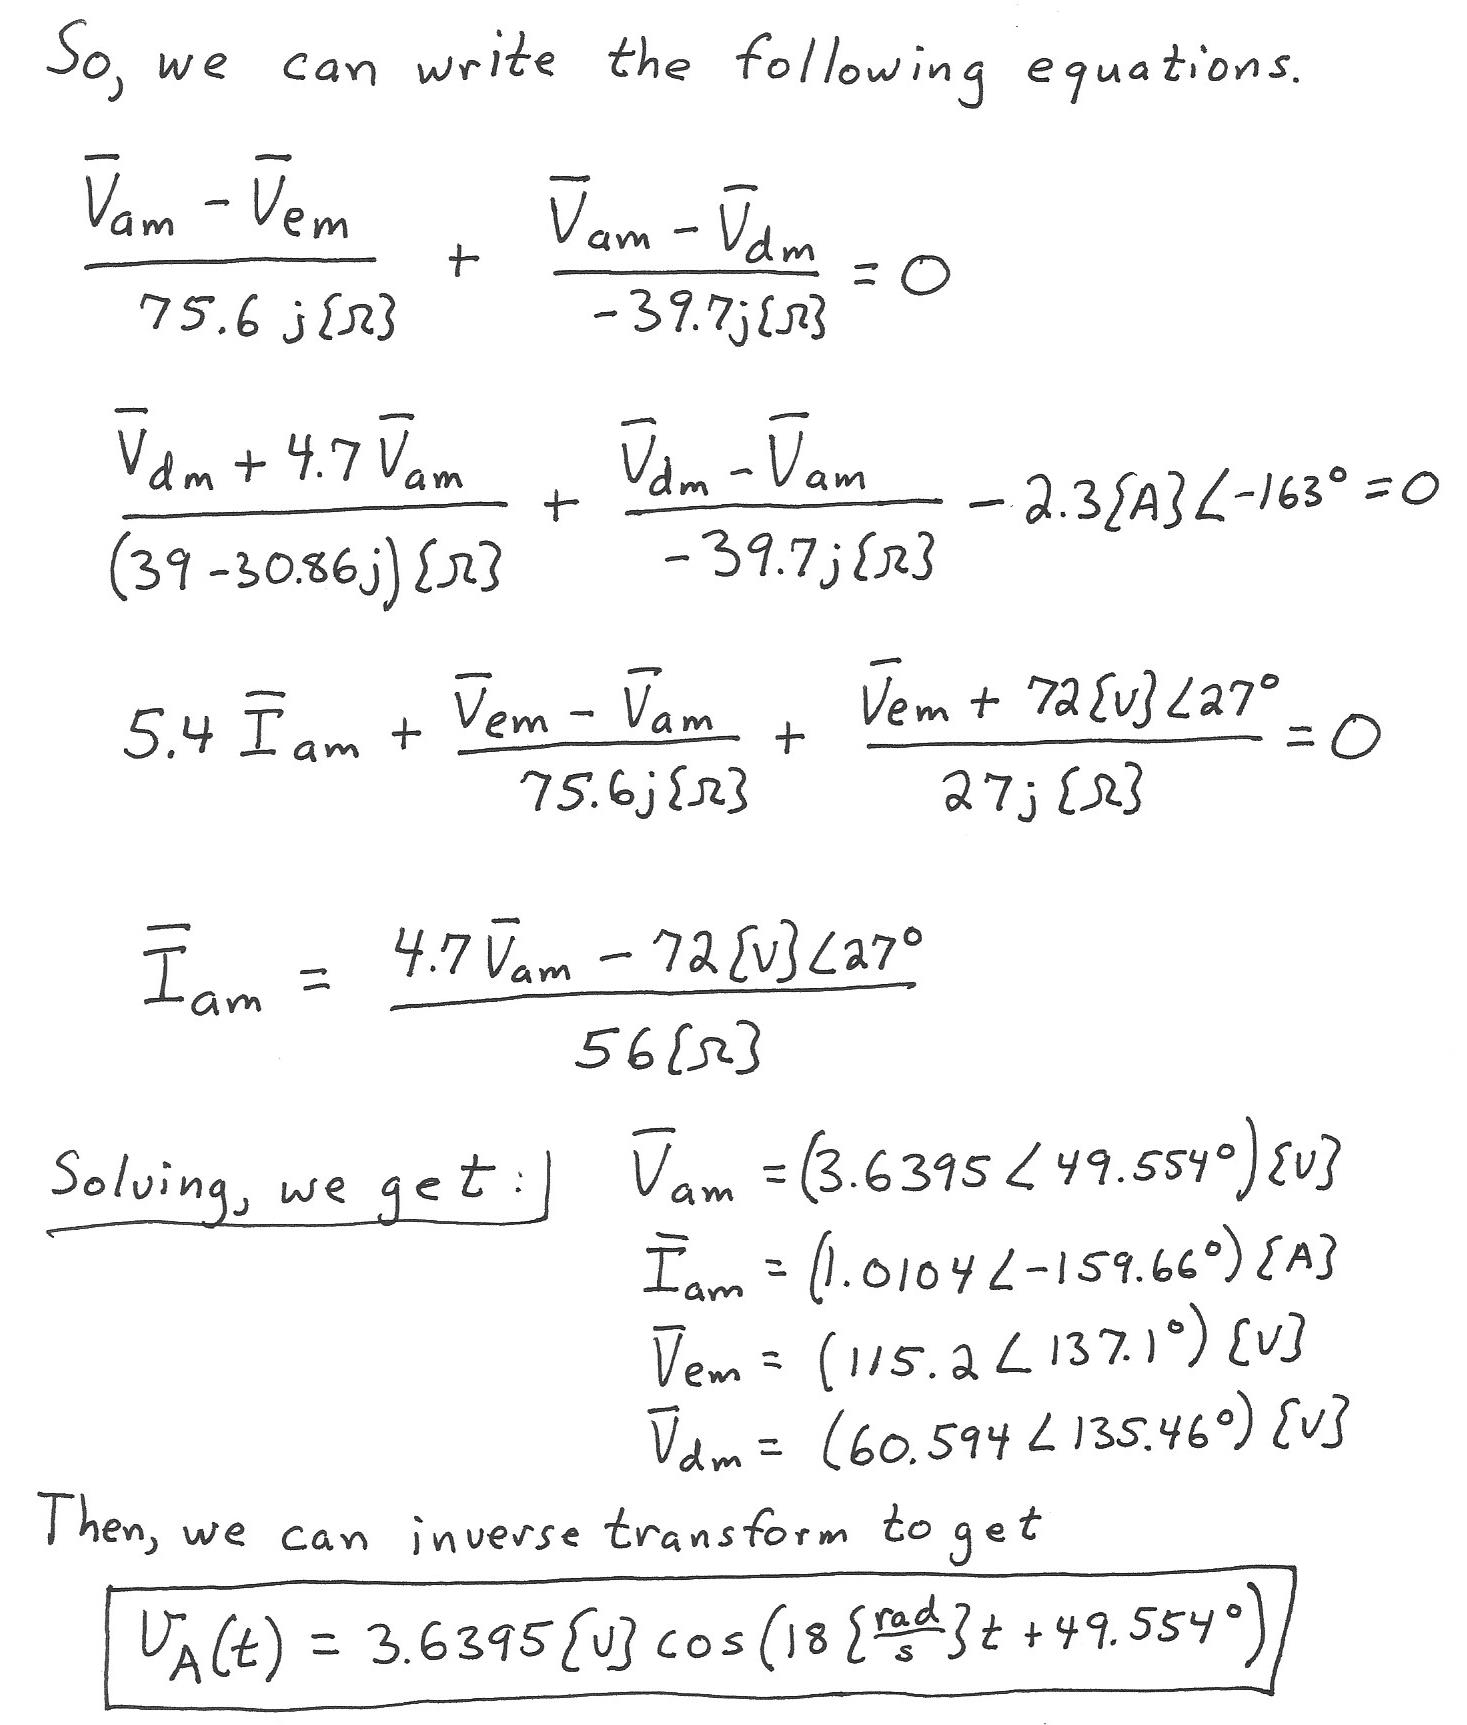 So, we can write the following equations.
V̄am - V̄em / 75.6 j{Ω} + V̄am - V̄dm / -39.7j{Ω} = 0
V̄dm + 4.7 V̄am / (39 -30.86j){Ω} + V̄dm - V̄am / -39.7j{Ω} - 2.3{A}∠-163° = 0
5.4 Īam + V̄em - V̄am / 75.6j{Ω} + V̄em + 72{V}∠27° / 27j{Ω} = 0
Īam = 4.7 V̄am - 72{V}∠27° / 56{Ω}
Solving, we get: V̄am = (3.6395∠49.554°){V}
Īam = (1.0104∠-159.66°){A}
V̄em = (115.2∠137.1°){V}
V̄dm = (60.594∠135.46°){V}
Then, we can inverse transform to get
vA(t) = 3.6395{V} cos(18{rad/s}t + 49.554°)